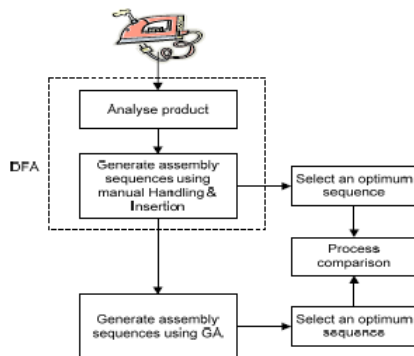 Analyse product
DFA
Generate assembly
sequences using
manual Handling &
Insertion
Select an optimum
sequence
Process
comparison
Generate assembly
sequences using GA.
Select an optimum
sequence